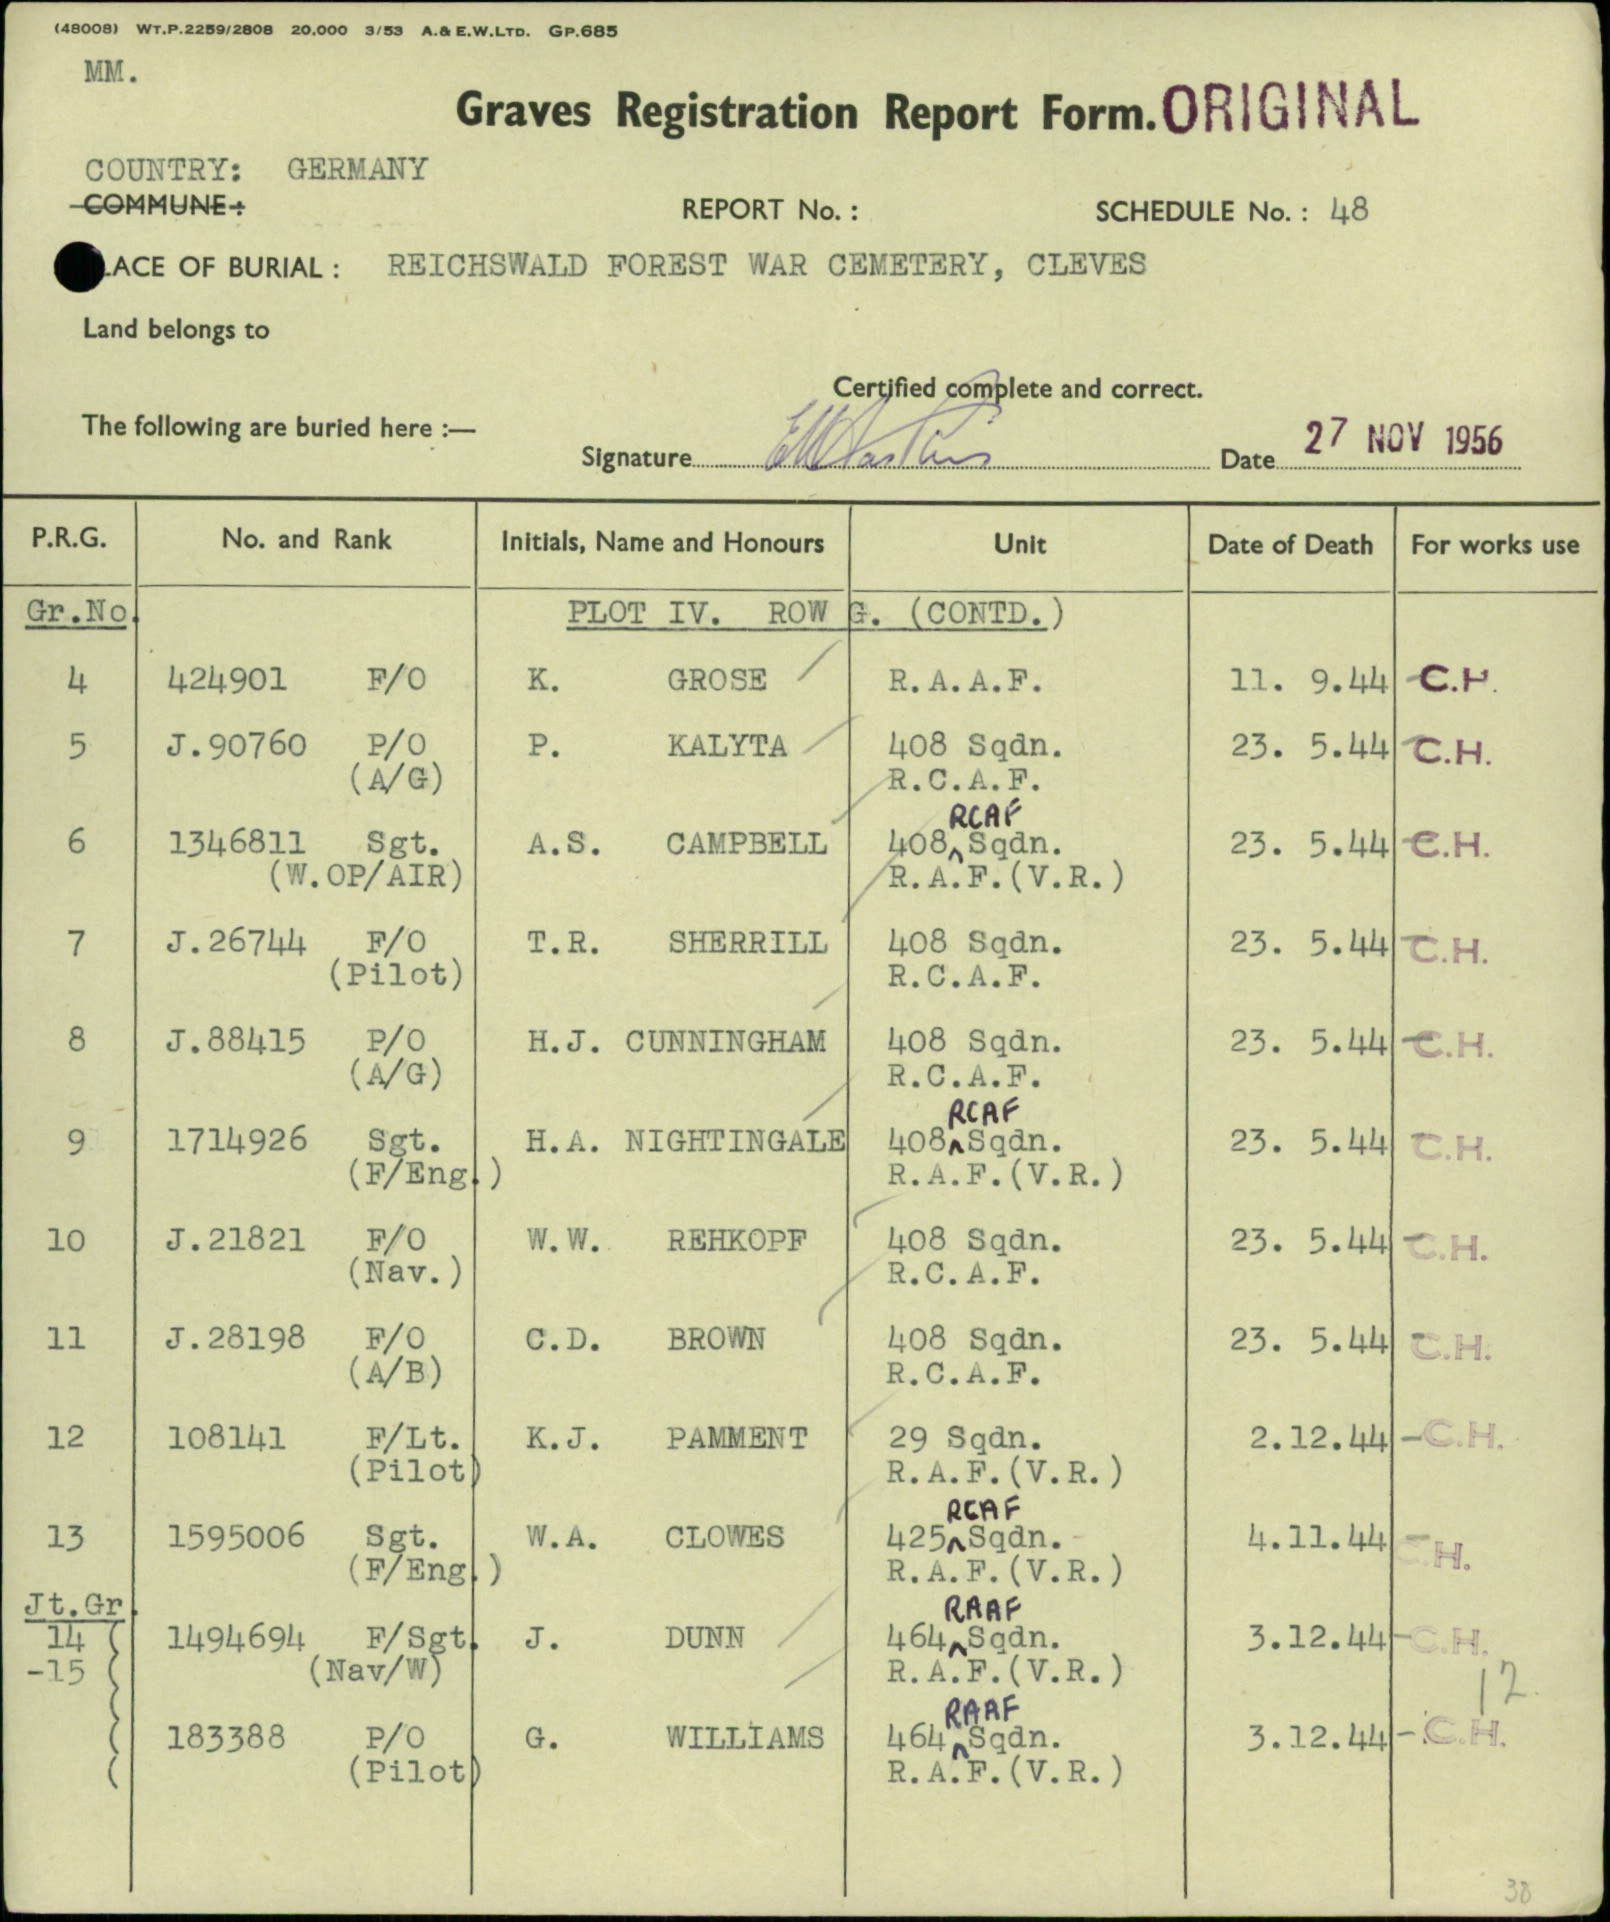 (48008) WT.P.2259/2808 20,000 3/53 A.& E.W.LTD. GP.685
MM.
Graves Registration Report Form. ORIGINAL
COUNTRY: GERMANY
COMMUNE:
REPORT No. : SCHEDULE No. : 48
LACE OF BURIAL : REICHSWALD FOREST WAR CEMETERY, CLEVES
Land belongs to
Certified complete and correct.
The following are buried here :—
Signature Date 27 NOV 1956
P.R.G. No. and Rank Initials, Name and Honours Unit Date of Death For works use
Gr.No. PLOT IV. ROW G. (CONTD.)
4 424901 F/O K. GROSE R.A.A.F. 11. 9.44 C.H.
5 J.90760 P/O P. KALYTA 408 Sqdn. 23. 5.44 C.H.
(A/G) R.C.A.F.
RCAF
6 1346811 Sgt. A.S. CAMPBELL 408 ^ Sqdn. 23. 5.44 C.H.
(W.OP/AIR) R.A.F.(V.R.)
7 J.26744 F/O T.R. SHERRILL 408 Sqdn. 23. 5.44 C.H.
(Pilot) R.C.A.F.
8 J.88415 P/O H.J. CUNNINGHAM 408 Sqdn. 23. 5.44 C.H.
(A/G) R.C.A.F.
RCAF
9 1714926 Sgt. H.A. NIGHTINGALE 408 ^ Sqdn. 23. 5.44 C.H.
(F/Eng.) R.A.F.(V.R.)
10 J.21821 F/O W.W. REHKOPF 408 Sqdn. 23. 5.44 C.H.
(Nav.) R.C.A.F.
11 J.28198 F/O C.D. BROWN 408 Sqdn. 23. 5.44 C.H.
(A/B) R.C.A.F.
12 108141 F/Lt. K.J. PAMMENT 29 Sqdn. 2.12.44 C.H.
(Pilot) R.A.F.(V.R.)
RCAF
13 1595006 Sgt. W.A. CLOWES 425 ^ Sqdn. 4.11.44 C.H.
(F/Eng.) R.A.F.(V.R.)
Jt.Gr. RAAF
14 ( 1494694 F/Sgt. J. DUNN 464 ^ Sqdn. 3.12.44 C.H.
-15 ( (Nav/W) R.A.F.(V.R.) 12
RAAF
( 183388 P/O G. WILLIAMS 464 ^ Sqdn. 3.12.44 C.H.
( (Pilot) R.A.F.(V.R.)
38